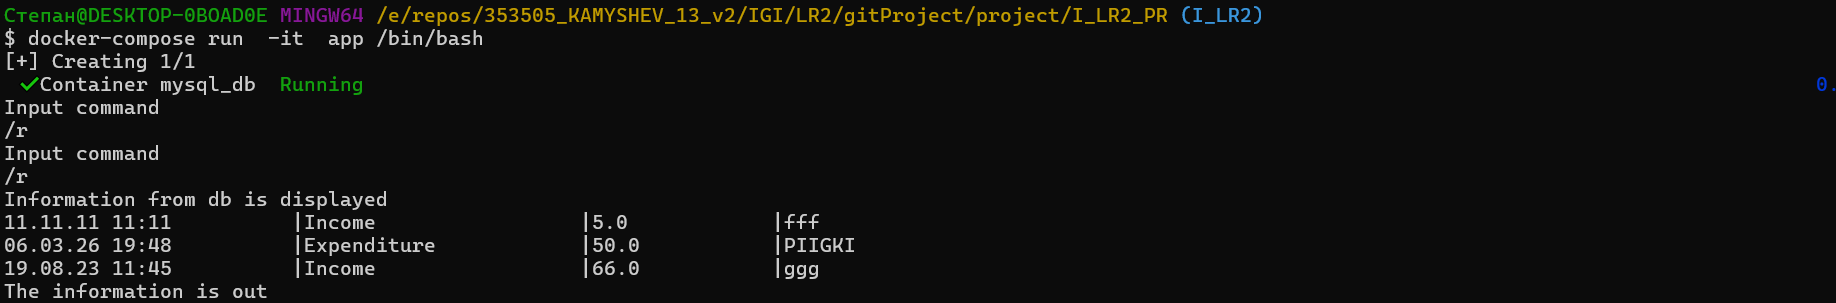 Степан@DESKTOP-0BOAD0E MINGW64 /e/repos/353505_KAMYSHEV_13_v2/IGI/LR2/gitProject/project/I_LR2_PR (I_LR2)
$ docker-compose run  -it  app /bin/bash
[+] Creating 1/1
 ✓Container mysql_db  Running 0.
Input command
/r
Input command
/r
Information from db is displayed
11.11.11 11:11          |Income                 |5.0            |fff
06.03.26 19:48          |Expenditure            |50.0           |PIIGKI
19.08.23 11:45          |Income                 |66.0           |ggg
The information is out